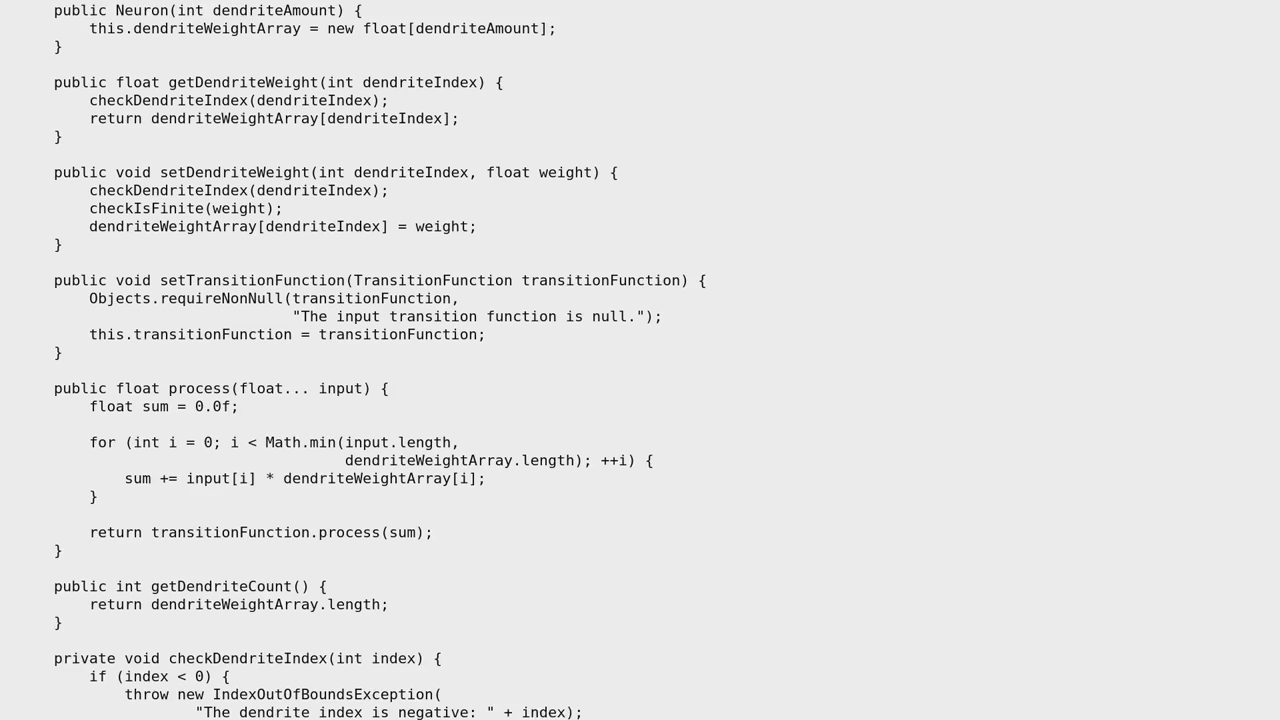 public Neuron(int dendriteAmount) {
this.dendriteWeightArray = new float[dendriteAmount];
}
public float getDendriteWeight(int dendriteIndex) {
checkDendriteIndex(dendriteIndex);
return dendriteWeightArray[dendriteIndex];
}
public void setDendriteWeight(int dendriteIndex, float weight) {
checkDendriteIndex(dendriteIndex);
checkIsFinite(weight);
dendriteWeightArray[dendriteIndex] = weight;
}
public void setTransitionFunction(TransitionFunction transitionFunction) {
Objects.requireNonNull(transitionFunction,
"The input transition function is null.");
this.transitionFunction = transitionFunction;
}
public float process(float... input) {
float sum = 0.0f;
for (int i = 0; i < Math.min(input.length,
dendriteWeightArray.length); ++i) {
sum += input[i] * dendriteWeightArray[i];
}
return transitionFunction.process(sum);
}
public int getDendriteCount() {
return dendriteWeightArray.length;
}
private void checkDendriteIndex(int index) {
if (index < 0) {
throw new IndexOutOfBoundsException(
"The dendrite index is negative: " + index);